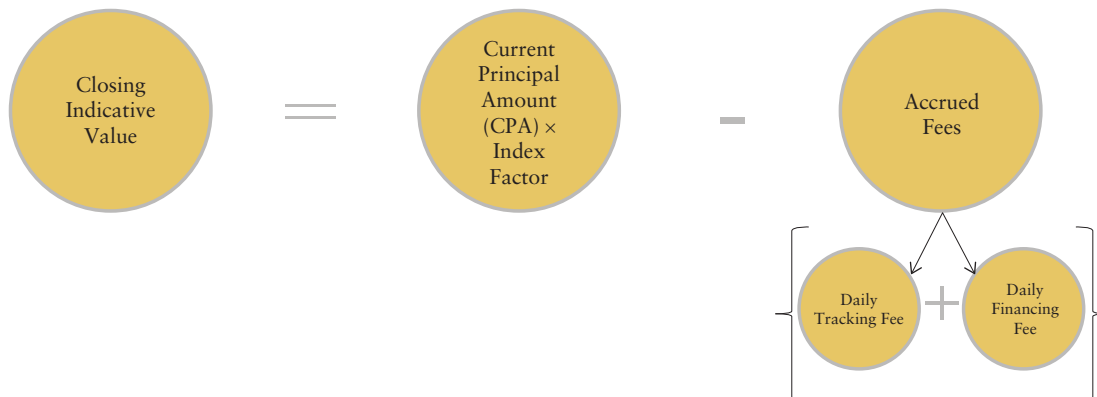 Closing
Indicative
Value
=
Current
Principal
Amount
(CPA) ×
Index
Factor
-
Accrued
Fees
Daily
Tracking Fee
+
Daily
Financing
Fee